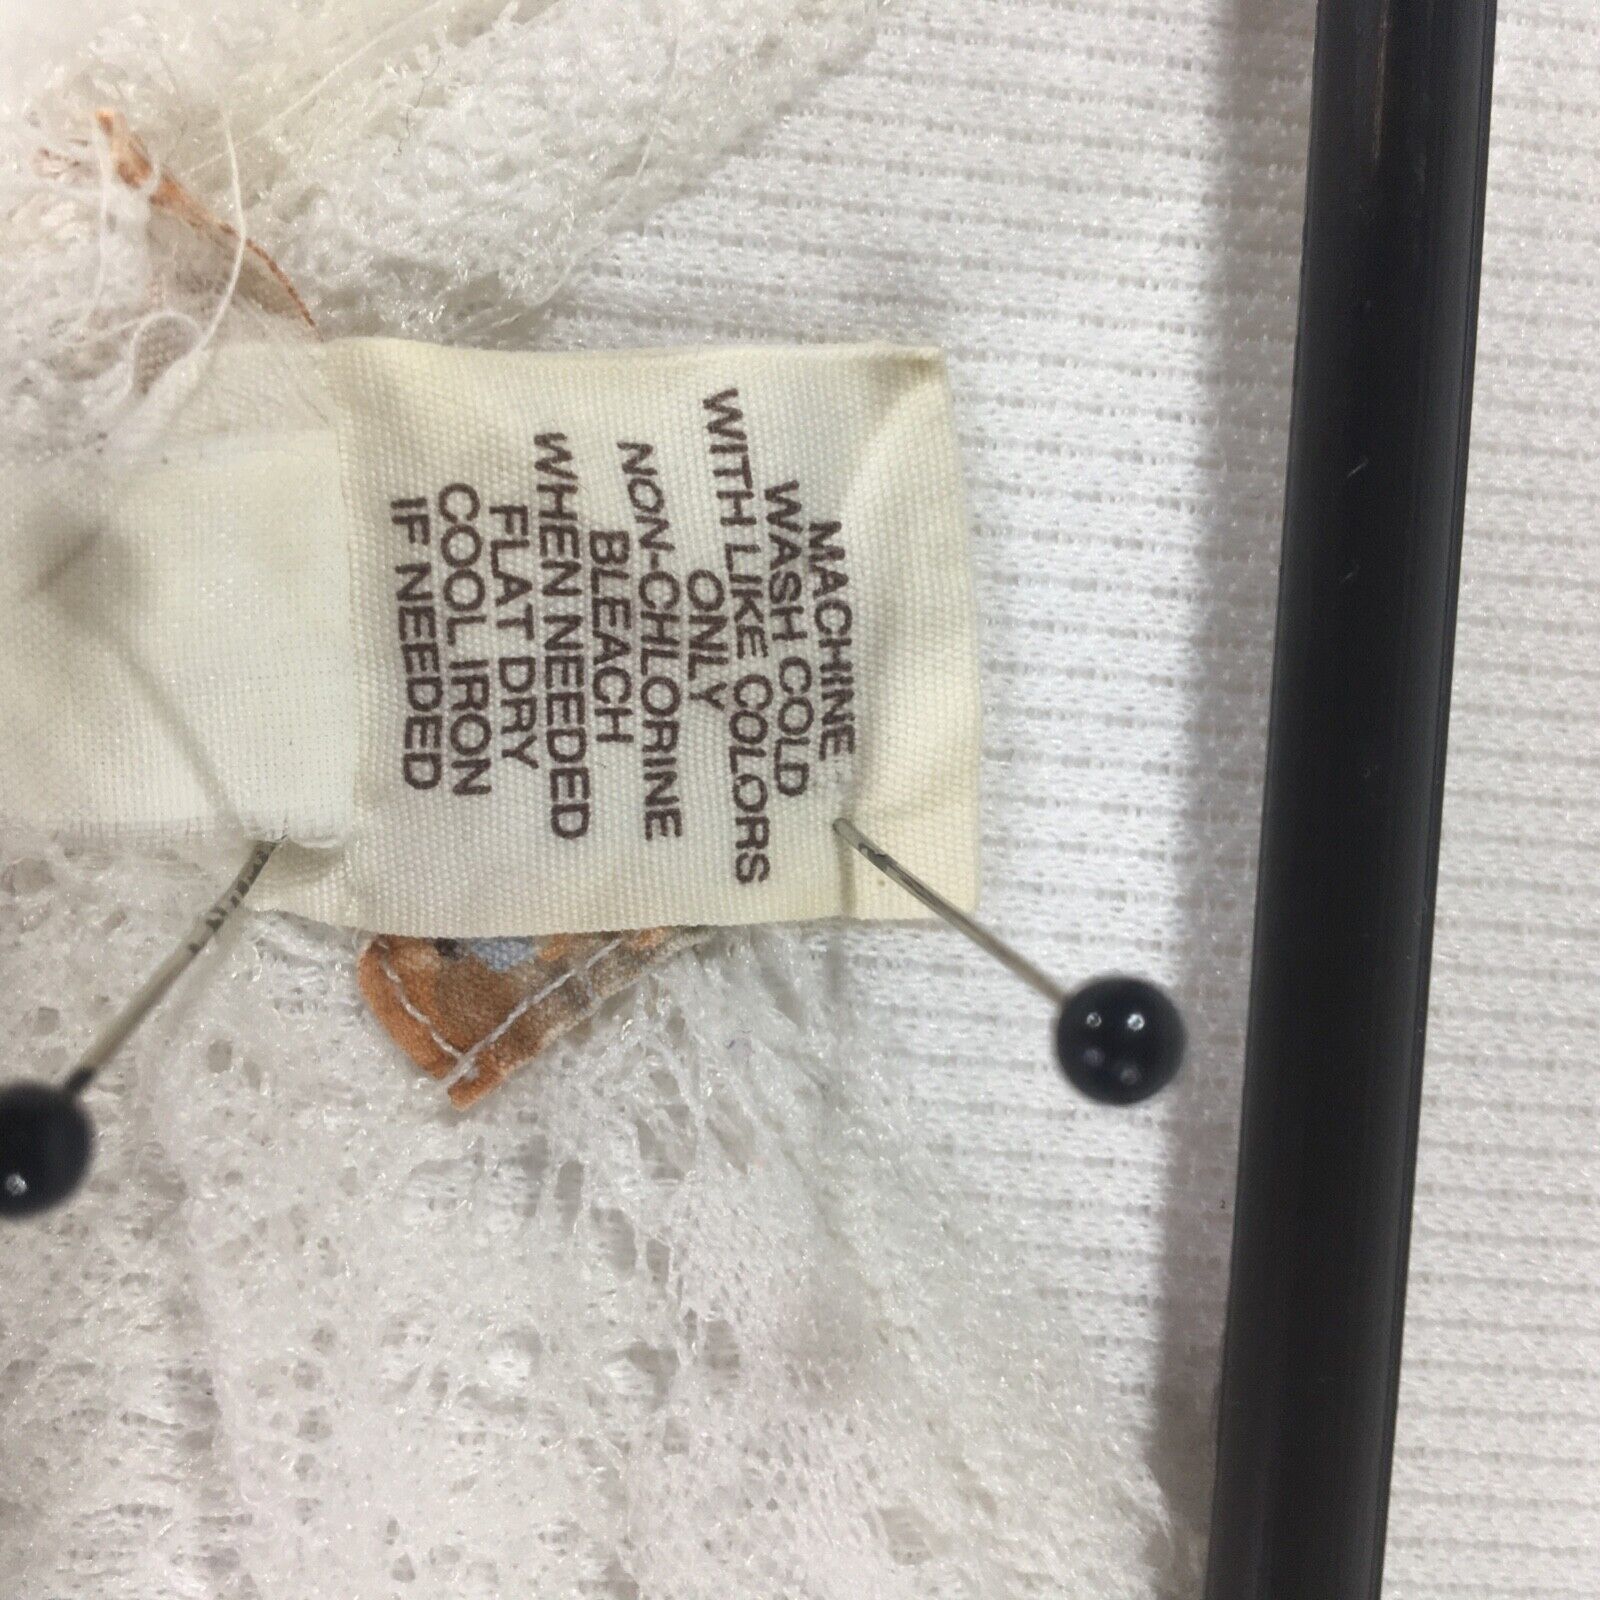 MACHINE
WASH COLD
WITH LIKE COLORS
ONLY
NON-CHLORINE
BLEACH
WHEN NEEDED
FLAT DRY
COOL IRON
IF NEEDED